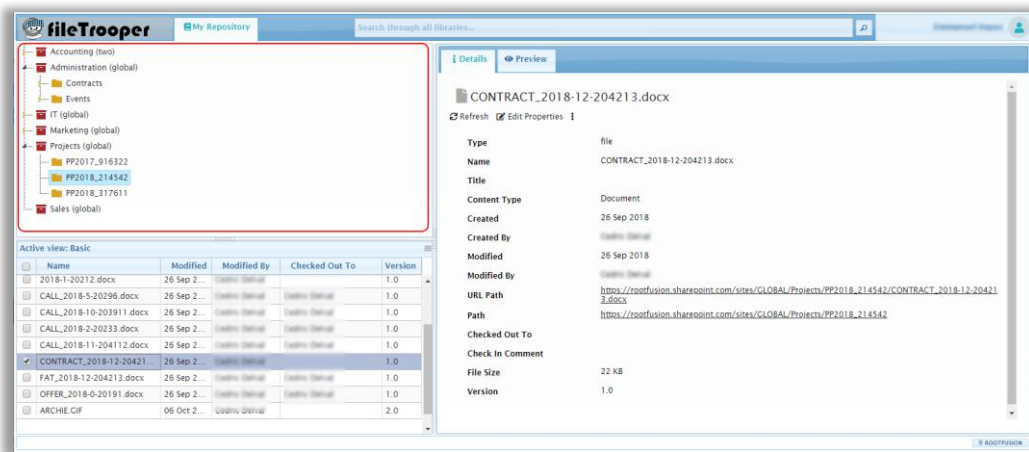 fileTrooper
My Repository
Search through all libraries...
Accounting (two)
Administration (global)
Contracts
Events
IT (global)
Marketing (global)
Projects (global)
PP2017_916322
PP2018_214542
PP2018_317611
Sales (global)
Active view: Basic
Name Modified Modified By Checked Out To Version
2018-1-20212.docx 26 Sep 2... 1.0
CALL_2018-5-20296.docx 26 Sep 2... 1.0
CALL_2018-10-203911.docx 26 Sep 2... 1.0
CALL_2018-2-20233.docx 26 Sep 2... 1.0
CALL_2018-11-204112.docx 26 Sep 2... 1.0
CONTRACT_2018-12-20421... 26 Sep 2... 1.0
FAT_2018-12-204213.docx 26 Sep 2... 1.0
OFFER_2018-0-20191.docx 26 Sep 2... 1.0
ARCHIE.GIF 06 Oct 2... 2.0
Details Preview
CONTRACT_2018-12-204213.docx
Refresh Edit Properties
Type file
Name CONTRACT_2018-12-204213.docx
Title
Content Type Document
Created 26 Sep 2018
Created By
Modified 26 Sep 2018
Modified By
URL Path https://rootfusion.sharepoint.com/sites/GLOBAL/Projects/PP2018_214542/CONTRACT_2018-12-20421
3.docx
Path https://rootfusion.sharepoint.com/sites/GLOBAL/Projects/PP2018_214542
Checked Out To
Check In Comment
File Size 22 KB
Version 1.0
ROOTFUSION